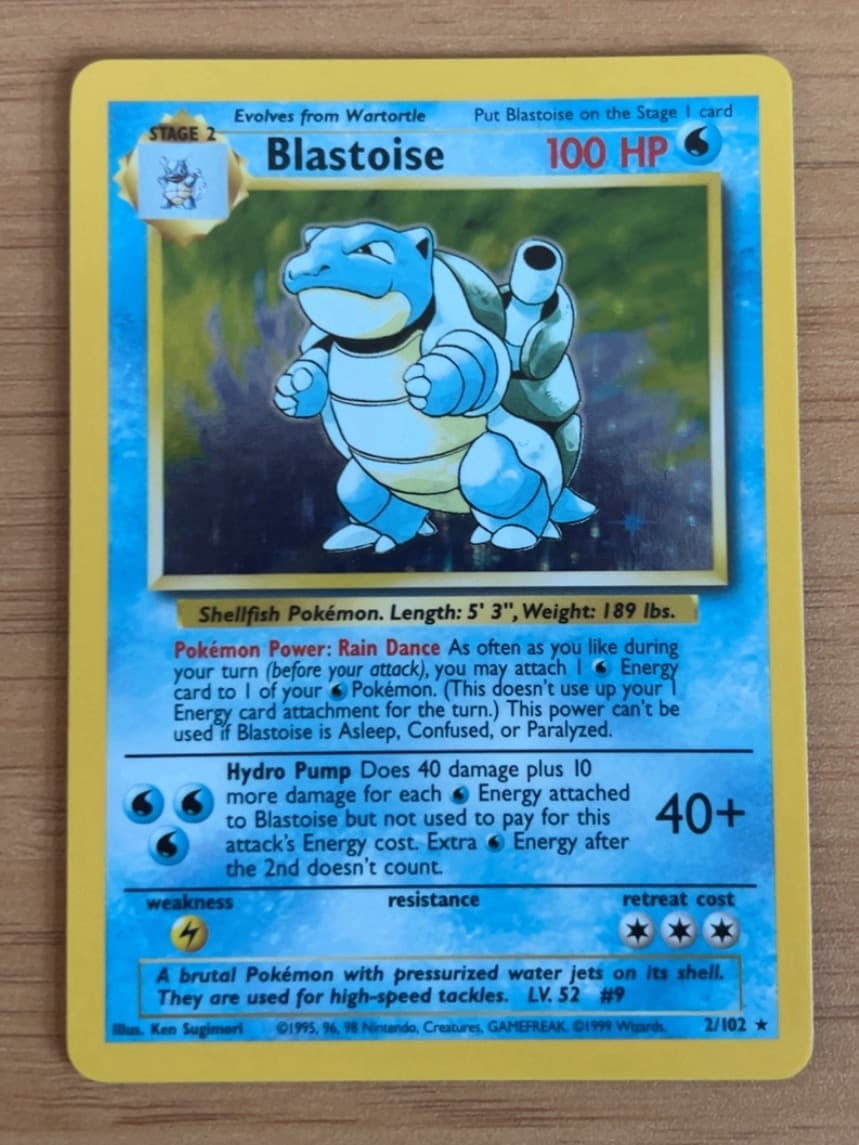 Evolves from Wartortle Put Blastoise on the Stage 1 card
STAGE 2
Blastoise 100 HP
Shellfish Pokémon. Length: 5' 3", Weight: 189 lbs.
Pokémon Power: Rain Dance As often as you like during
your turn (before your attack), you may attach 1 Energy
card to 1 of your Pokémon. (This doesn't use up your 1
Energy card attachment for the turn.) This power can't be
used if Blastoise is Asleep, Confused, or Paralyzed.
Hydro Pump Does 40 damage plus 10
more damage for each Energy attached
to Blastoise but not used to pay for this
attack's Energy cost. Extra Energy after
the 2nd doesn't count.
40+
weakness resistance retreat cost
A brutal Pokémon with pressurized water jets on its shell.
They are used for high-speed tackles. LV. 52 #9
Illus. Ken Sugimori ©1995, 96, 98 Nintendo, Creatures, GAMEFREAK. ©1999 Wizards. 2/102 ★